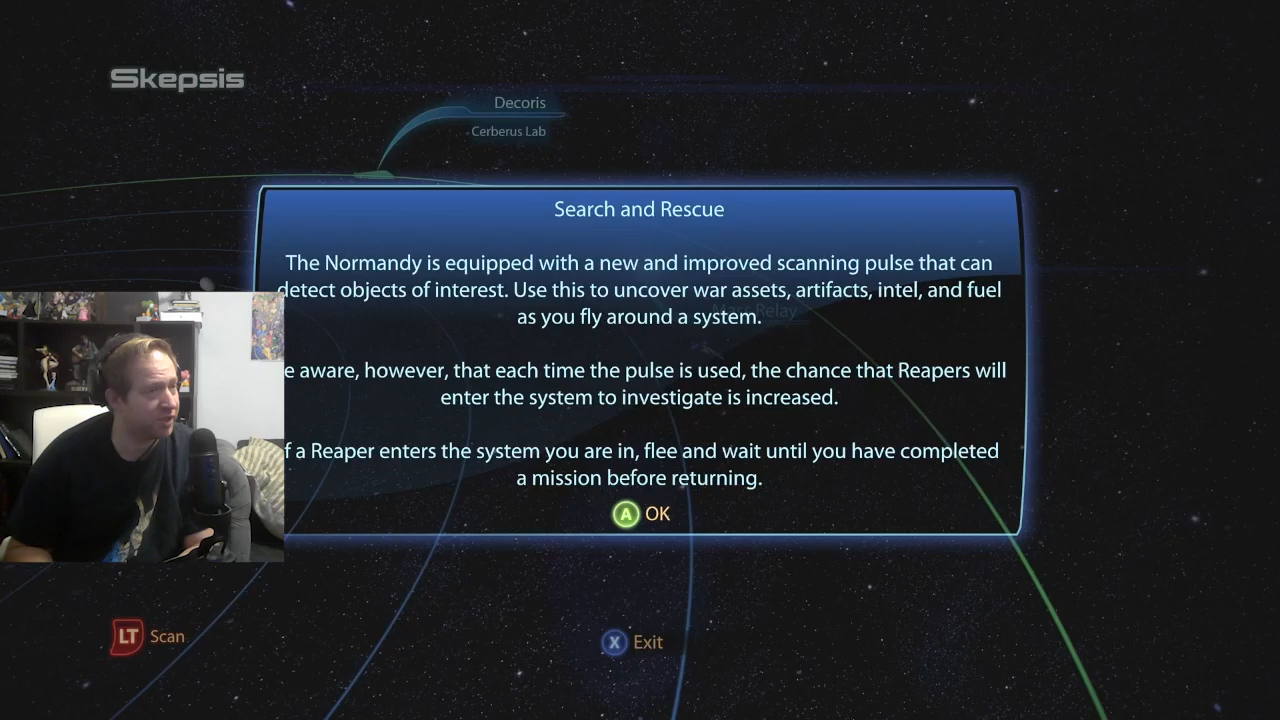 Skepsis
Decoris
Cerberus Lab
Search and Rescue
The Normandy is equipped with a new and improved scanning pulse that can
detect objects of interest. Use this to uncover war assets, artifacts, intel, and fuel
as you fly around a system.
Relay
e aware, however, that each time the pulse is used, the chance that Reapers will
enter the system to investigate is increased.
f a Reaper enters the system you are in, flee and wait until you have completed
a mission before returning.
A OK
LT Scan
X Exit